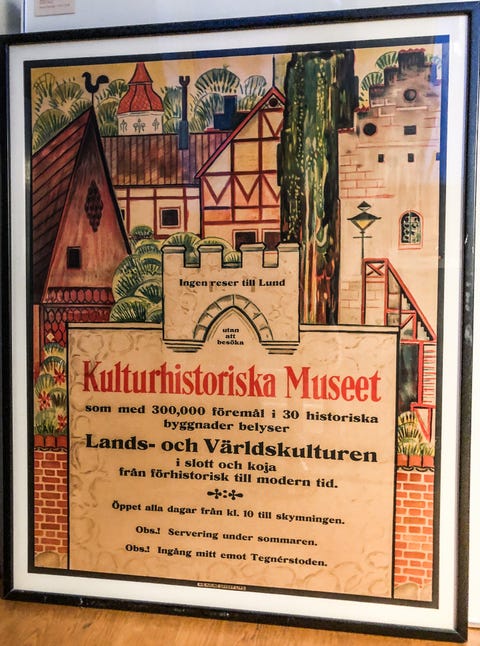 Ingen reser till Lund
utan
att
besöka
Kulturhistoriska Museet
som med 300,000 föremål i 30 historiska
byggnader belyser
Lands- och Världskulturen
i slott och koja
från förhistorisk till modern tid.
Öppet alla dagar från kl. 10 till skymningen.
Obs.! Servering under sommaren.
Obs.! Ingång mitt emot Tegnérstoden.